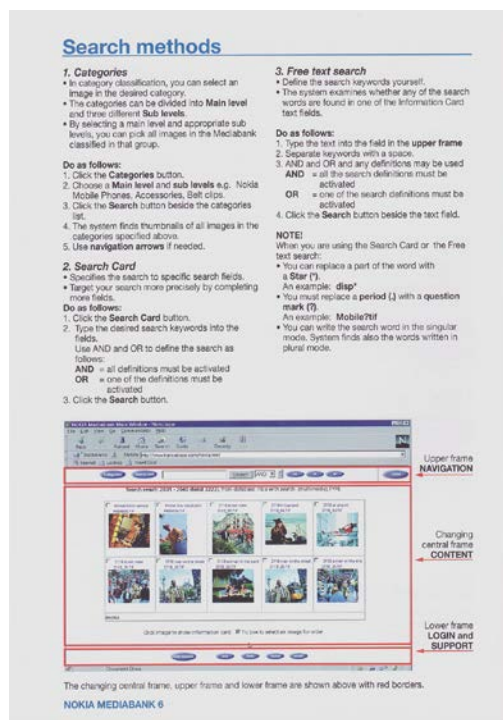 Search methods
1. Categories
• In category classification, you can select an
image in the desired category.
• The categories can be divided into Main level
and three different Sub levels.
• By selecting a main level and appropriate sub
levels, you can pick all images in the Mediabank
classified in that group.
Do as follows:
1. Click the Categories button.
2. Choose a Main level and sub levels e.g. Nokia
Mobile Phones, Accessories, Belt clips.
3. Click the Search button beside the categories
list.
4. The system finds thumbnails of all images in the
categories specified above.
5. Use navigation arrows if needed.
2. Search Card
• Specifies the search to specific search fields.
• Target your search more precisely by completing
more fields.
Do as follows:
1. Click the Search Card button.
2. Type the desired search keywords into the
fields.
Use AND and OR to define the search as
follows:
AND = all definitions must be activated
OR = one of the definitions must be
activated
3. Click the Search button.
3. Free text search
• Define the search keywords yourself.
• The system examines whether any of the search
words are found in one of the Information Card
text fields.
Do as follows:
1. Type the text into the field in the upper frame
2. Separate keywords with a space.
3. AND and OR and any definitions may be used
AND = all the search definitions must be
activated
OR = one of the search definitions must be
activated
4. Click the Search button beside the text field.
NOTE!
When you are using the Search Card or the Free
text search:
• You can replace a part of the word with
a Star (*).
An example: disp*
• You must replace a period (.) with a question
mark (?).
An example: Mobile?tif
• You can write the search word in the singular
mode. System finds also the words written in
plural mode.
Upper frame
NAVIGATION
Changing
central frame
CONTENT
Click image to show information card
Lower frame
LOGIN and
SUPPORT
The changing central frame, upper frame and lower frame are shown above with red borders.
NOKIA MEDIABANK 6